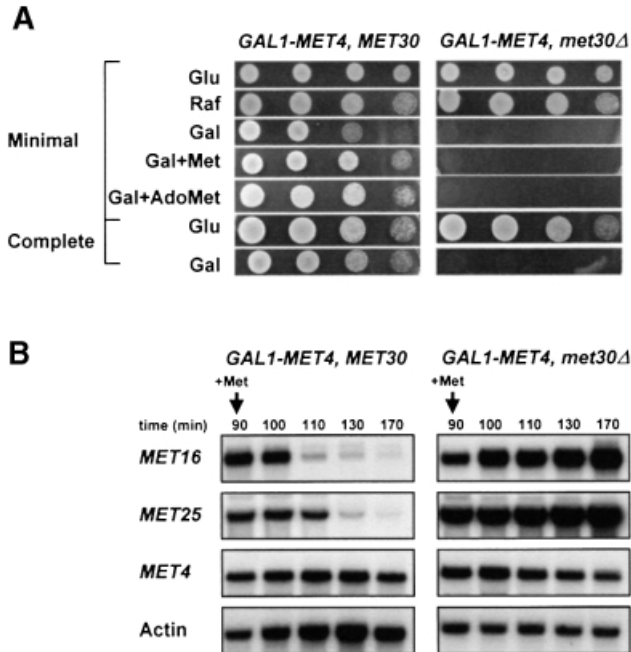 A
GAL1-MET4, MET30 GAL1-MET4, met30Δ
Minimal
Glu
Raf
Gal
Gal+Met
Gal+AdoMet
Complete
Glu
Gal
B
GAL1-MET4, MET30 GAL1-MET4, met30Δ
+Met +Met
time (min) 90 100 110 130 170 90 100 110 130 170
MET16
MET25
MET4
Actin